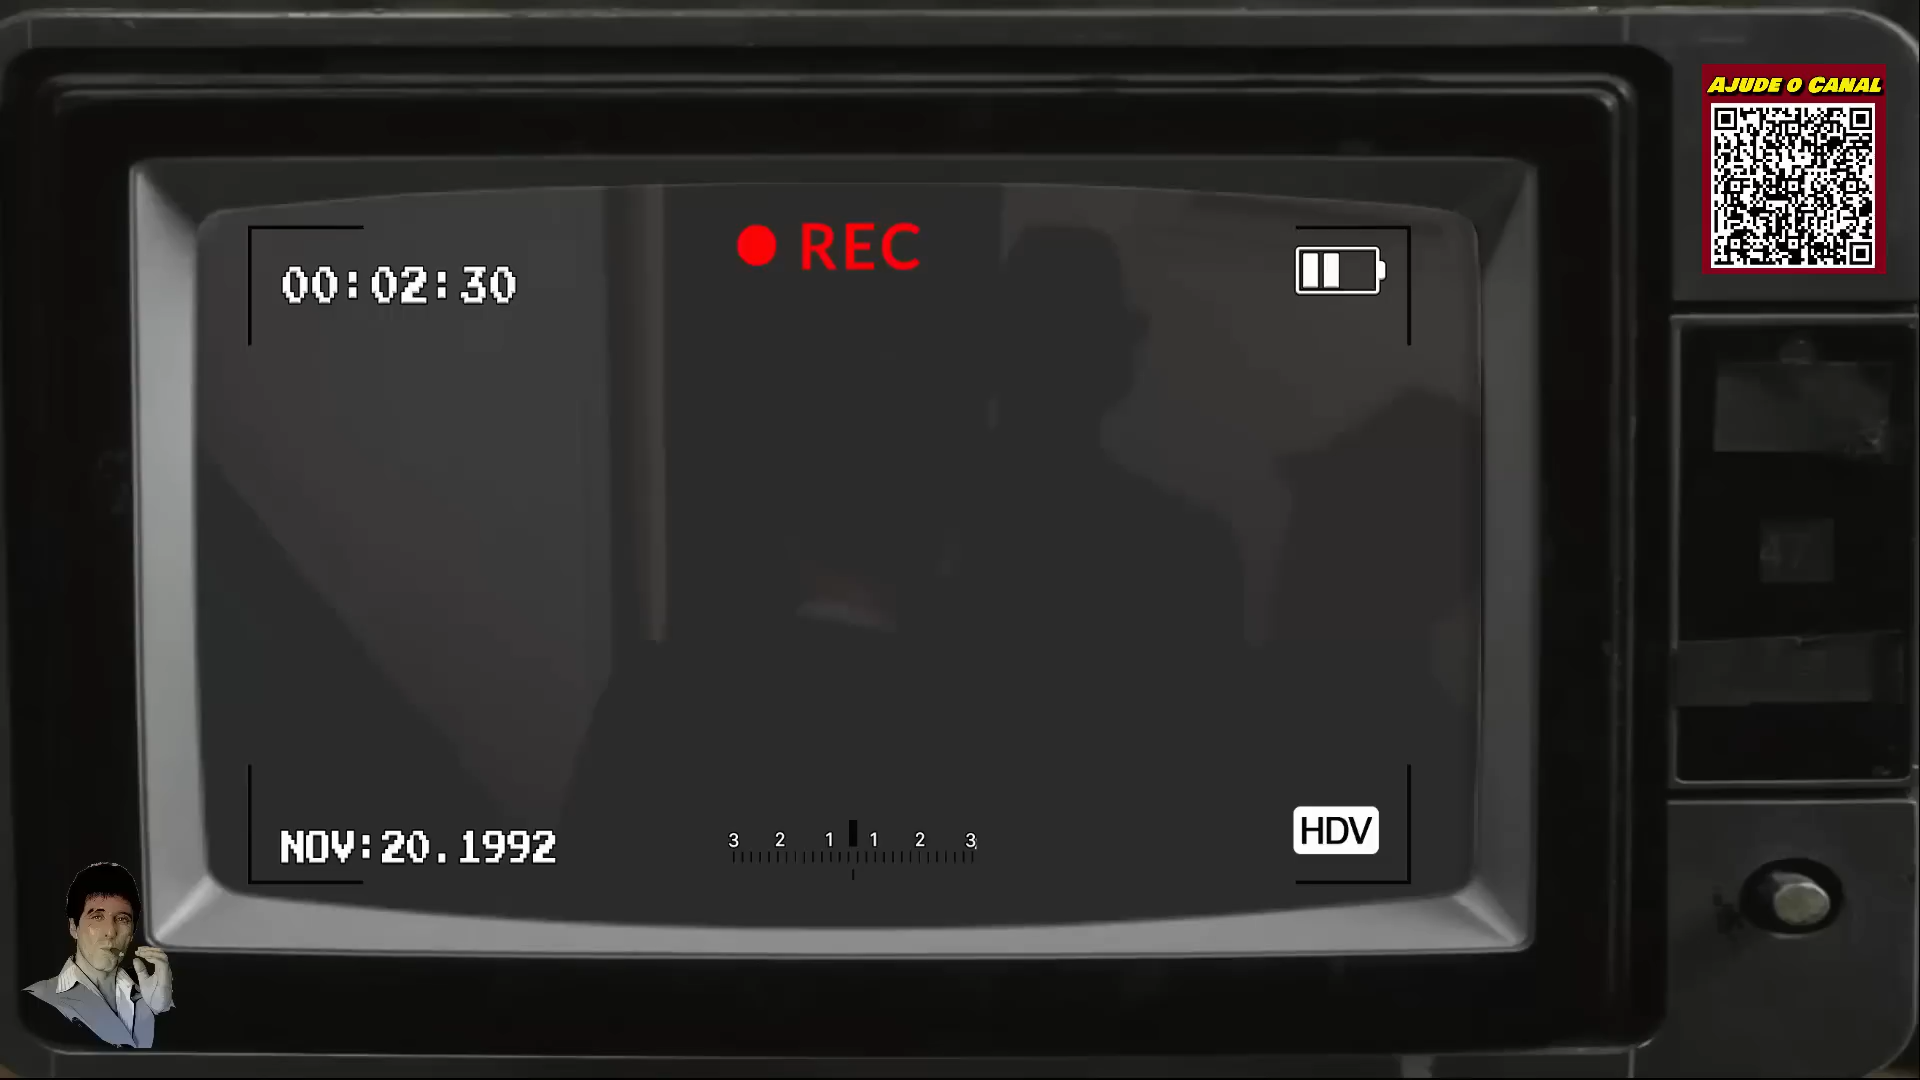 AJUDE O CANAL
REC
00:02:30
NOV:20.1992
3 2 1 1 2 3
HDV